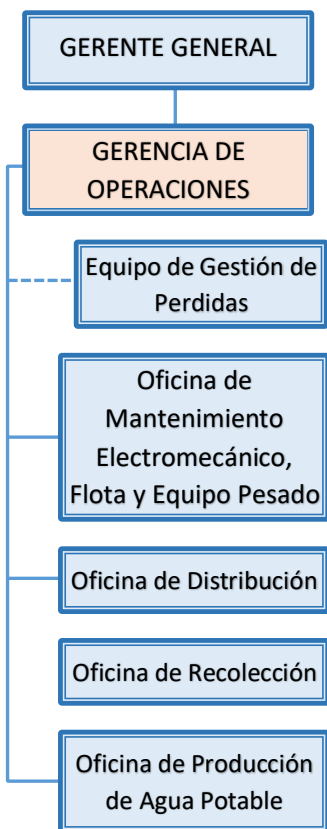 GERENTE GENERAL
GERENCIA DE
OPERACIONES
Equipo de Gestión de
Perdidas
Oficina de
Mantenimiento
Electromecánico,
Flota y Equipo Pesado
Oficina de Distribución
Oficina de Recolección
Oficina de Producción
de Agua Potable